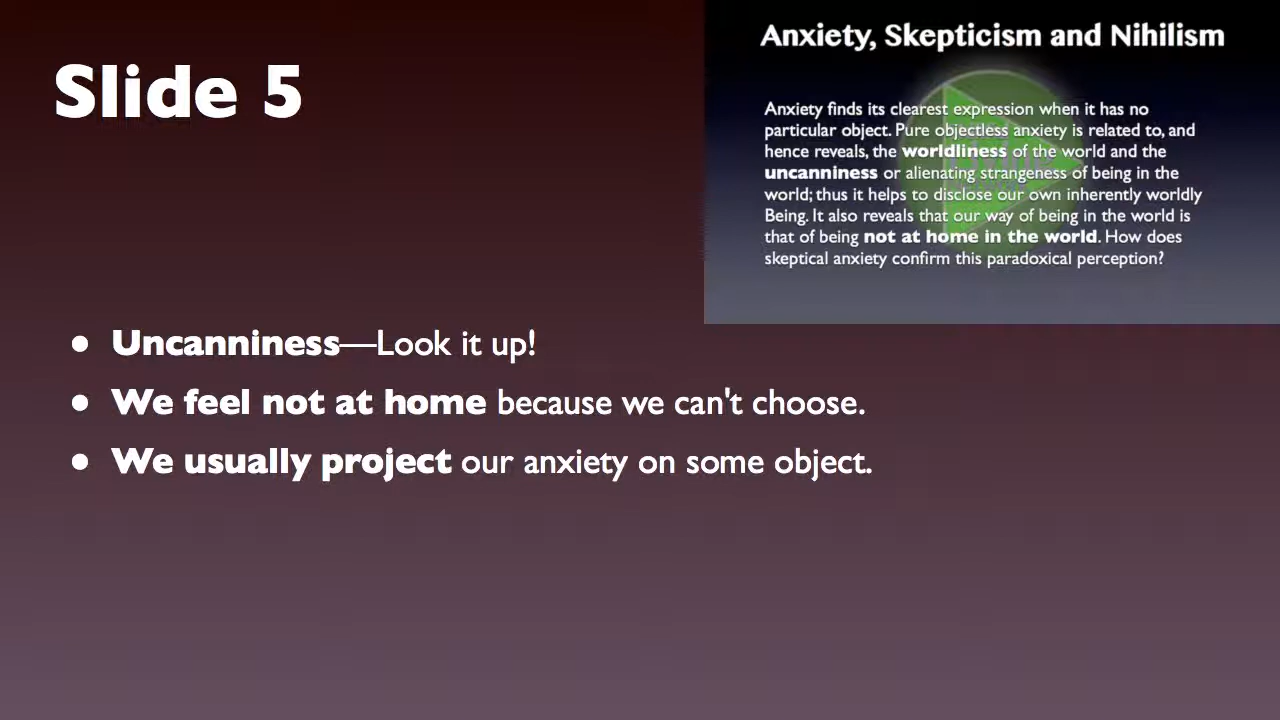 Slide 5
Anxiety, Skepticism and Nihilism
Anxiety finds its clearest expression when it has no
particular object. Pure objectless anxiety is related to, and
hence reveals, the worldliness of the world and the
uncanniness or alienating strangeness of being in the
world; thus it helps to disclose our own inherently worldly
Being. It also reveals that our way of being in the world is
that of being not at home in the world. How does
skeptical anxiety confirm this paradoxical perception?
• Uncanniness—Look it up!
• We feel not at home because we can't choose.
• We usually project our anxiety on some object.